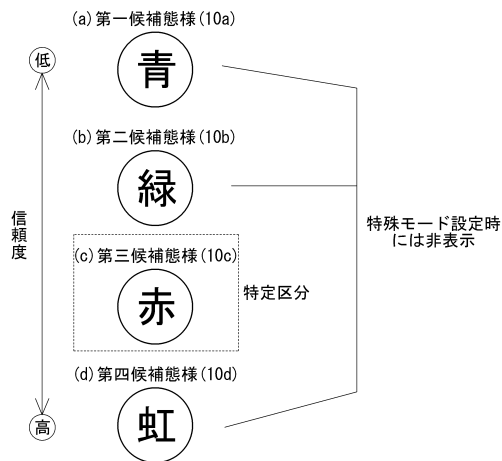 (a)第一候補態様(10a)
低
青
(b)第二候補態様(10b)
緑
信頼度
特殊モード設定時
には非表示
(c)第三候補態様(10c)
赤
特定区分
(d)第四候補態様(10d)
高
虹